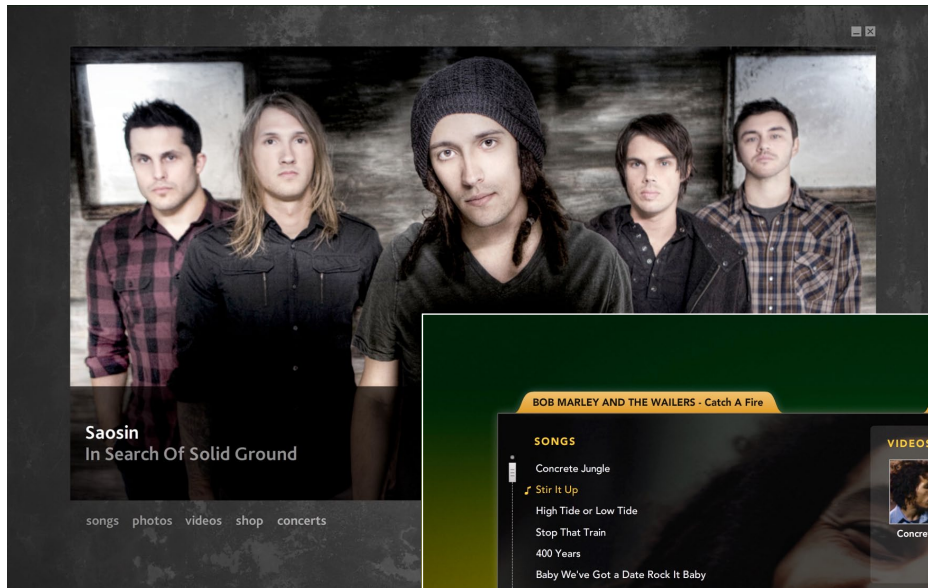 Saosin
In Search Of Solid Ground
songs photos videos shop concerts
BOB MARLEY AND THE WAILERS - Catch A Fire
SONGS
Concrete Jungle
Stir It Up
High Tide or Low Tide
Stop That Train
400 Years
Baby We've Got a Date Rock It Baby
VIDEOS
Concre